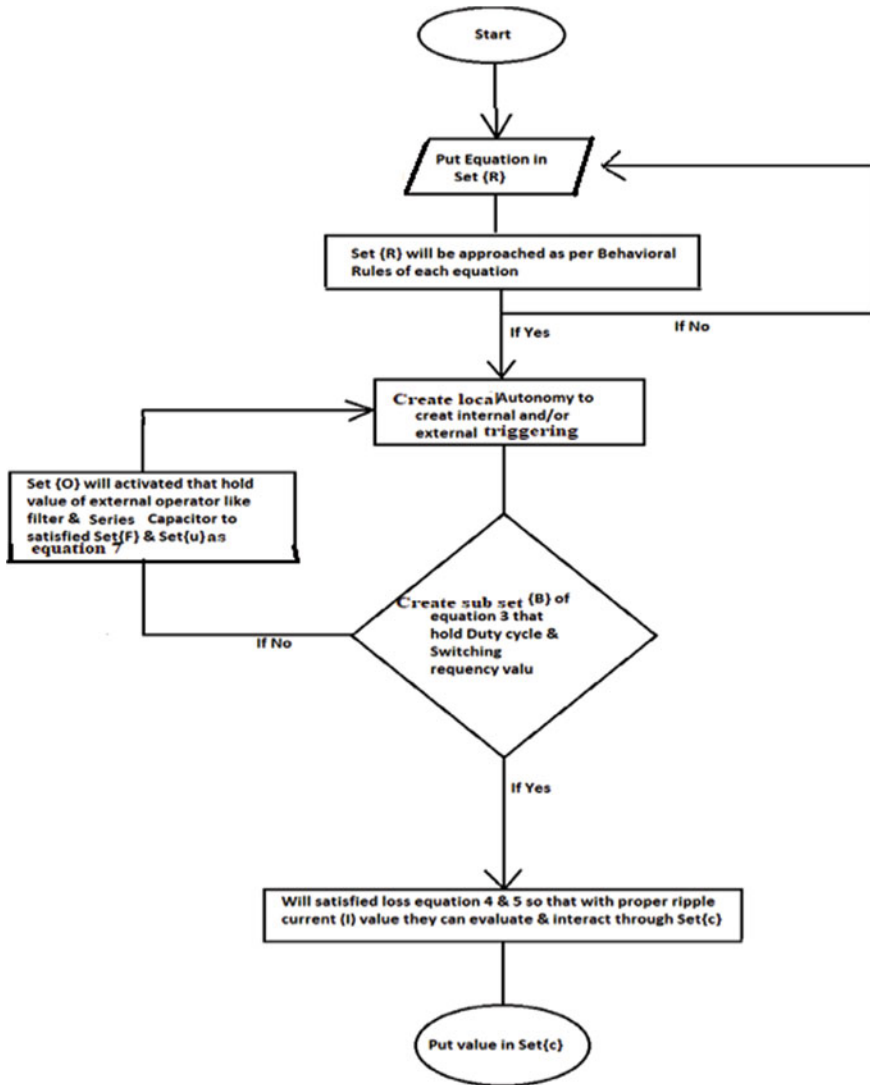 Start
Put Equation in
Set {R}
Set {R} will be approached as per Behavioral
Rules of each equation
If Yes
If No
Create local Autonomy to
creat internal and/or
external triggering
Set {O} will activated that hold
value of external operator like
filter & Series Capacitor to
satisfied Set{F} & Set{u} as
equation 7
Create sub set {B} of
equation 3 that
hold Duty cycle &
Switching
requency valu
If No
If Yes
Will satisfied loss equation 4 & 5 so that with proper ripple
current (I) value they can evaluate & interact through Set{c}
Put value in Set{c}